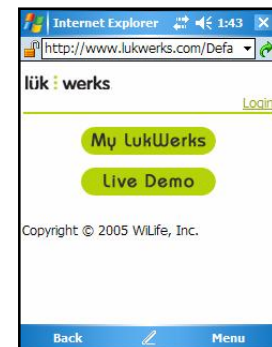 Internet Explorer 1:43
http://www.lukwerks.com/Defa
lük : werks
Login
My LukWerks
Live Demo
Copyright © 2005 WiLife, Inc.
Back Menu